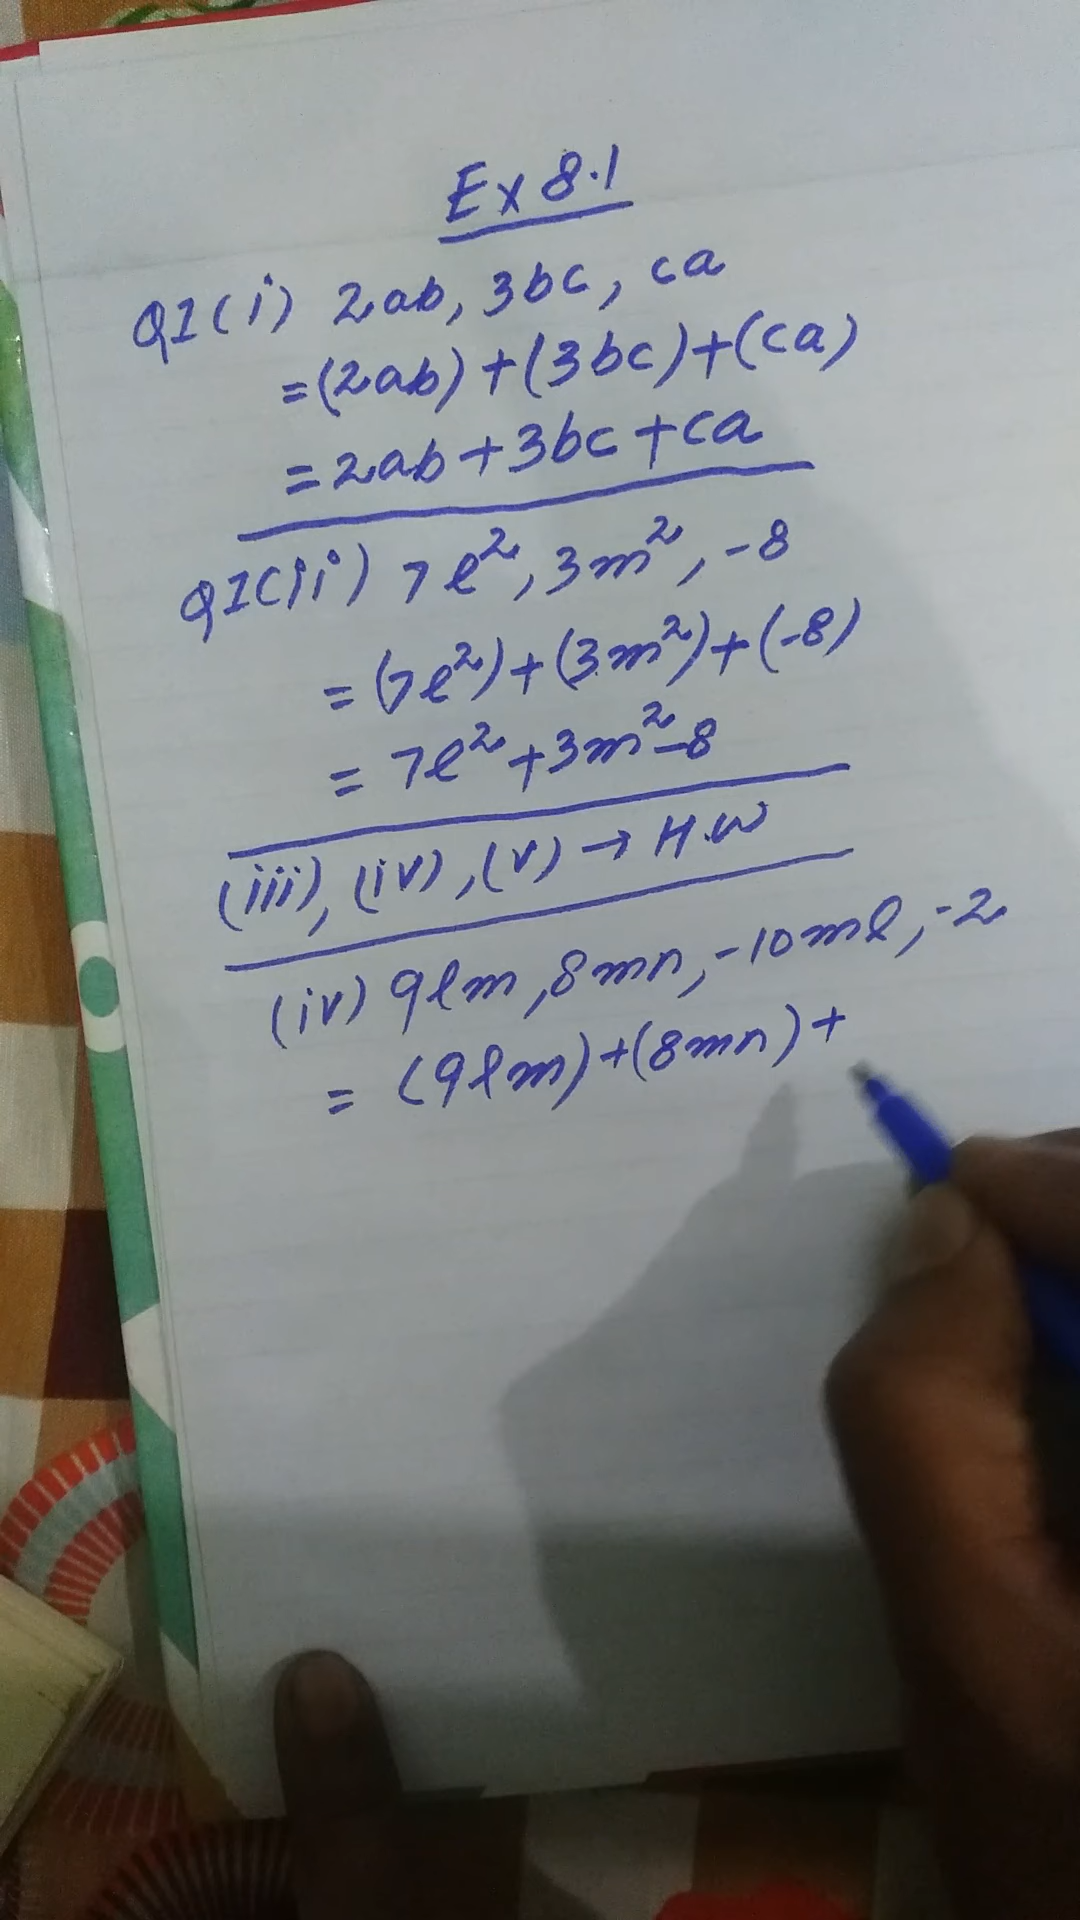 Ex 8.1
Q1(i) 2ab, 3bc, ca
=(2ab)+(3bc)+(ca)
=2ab+3bc+ca
Q1(ii) 7l², 3m², -8
= (7l²)+(3m²)+(-8)
= 7l²+3m²-8
(iii), (iv), (v) → H.W
(iv) 9lm, 8mn, -10ml, -2
= (9lm)+(8mn)+